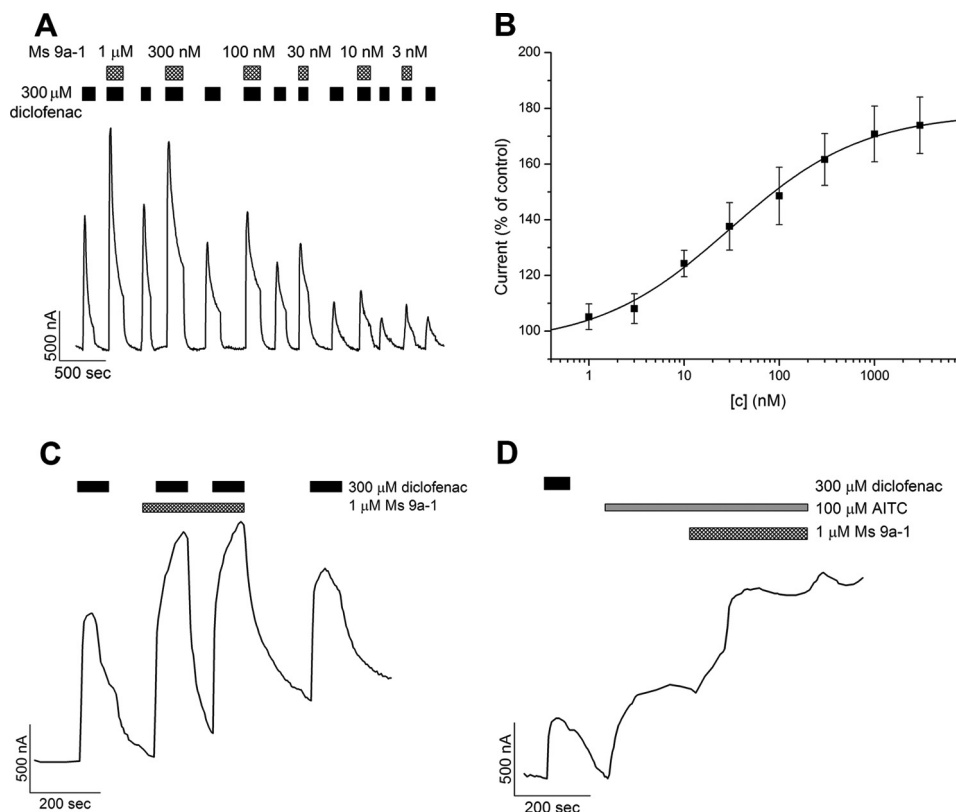 A
Ms 9a-1 1 μM 300 nM 100 nM 30 nM 10 nM 3 nM
300 μM
diclofenac
500 nA
500 sec
B
200
180
160
140
120
100
Current (% of control)
1 10 100 1000
[c] (nM)
C
300 μM diclofenac
1 μM Ms 9a-1
500 nA
200 sec
D
300 μM diclofenac
100 μM AITC
1 μM Ms 9a-1
500 nA
200 sec